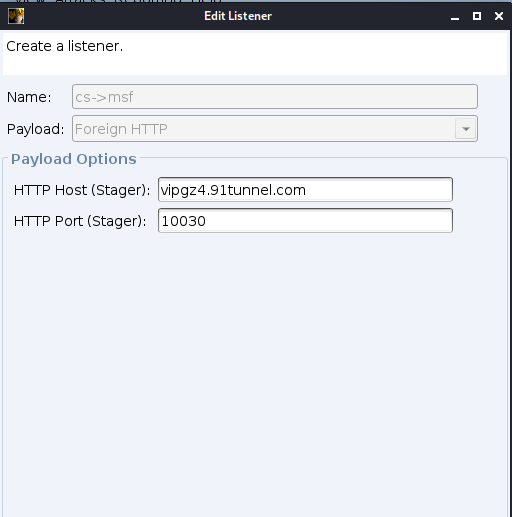 Edit Listener
Create a listener.
Name: cs->msf
Payload: Foreign HTTP
Payload Options
HTTP Host (Stager): vipgz4.91tunnel.com
HTTP Port (Stager): 10030